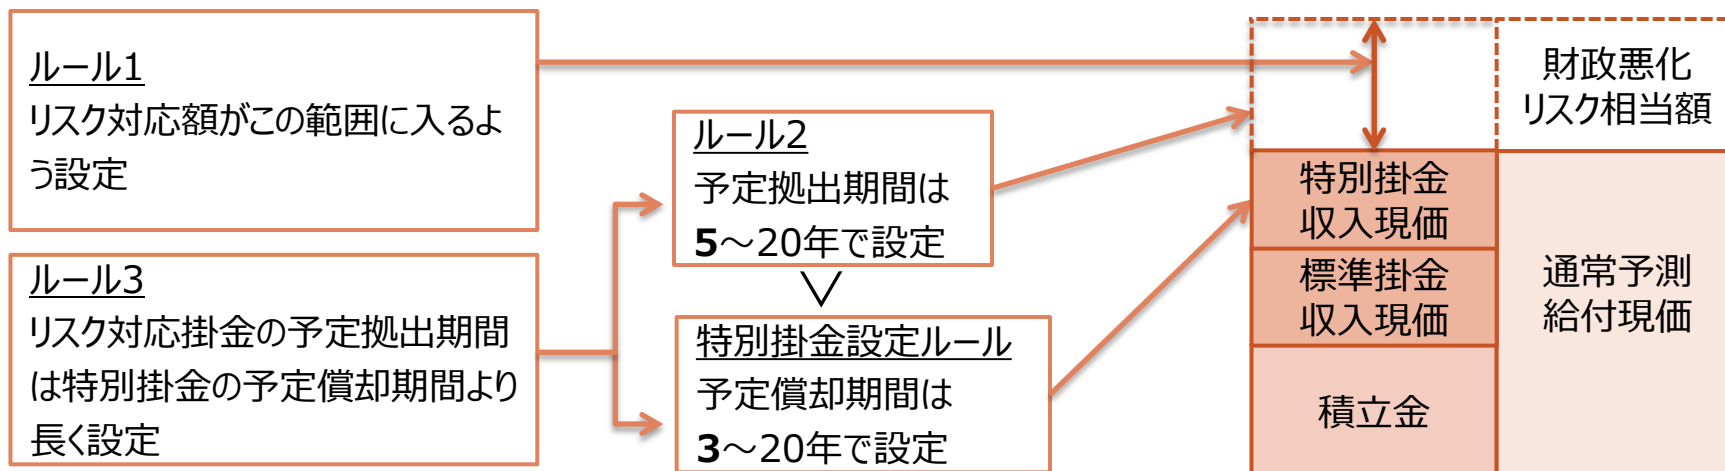 ルール1
リスク対応額がこの範囲に入るよ
う設定
ルール3
リスク対応掛金の予定拠出期間
は特別掛金の予定償却期間より
長く設定
ルール2
予定拠出期間は
5～20年で設定
特別掛金設定ルール
予定償却期間は
3～20年で設定
特別掛金
収入現価
標準掛金
収入現価
積立金
財政悪化
リスク相当額
通常予測
給付現価